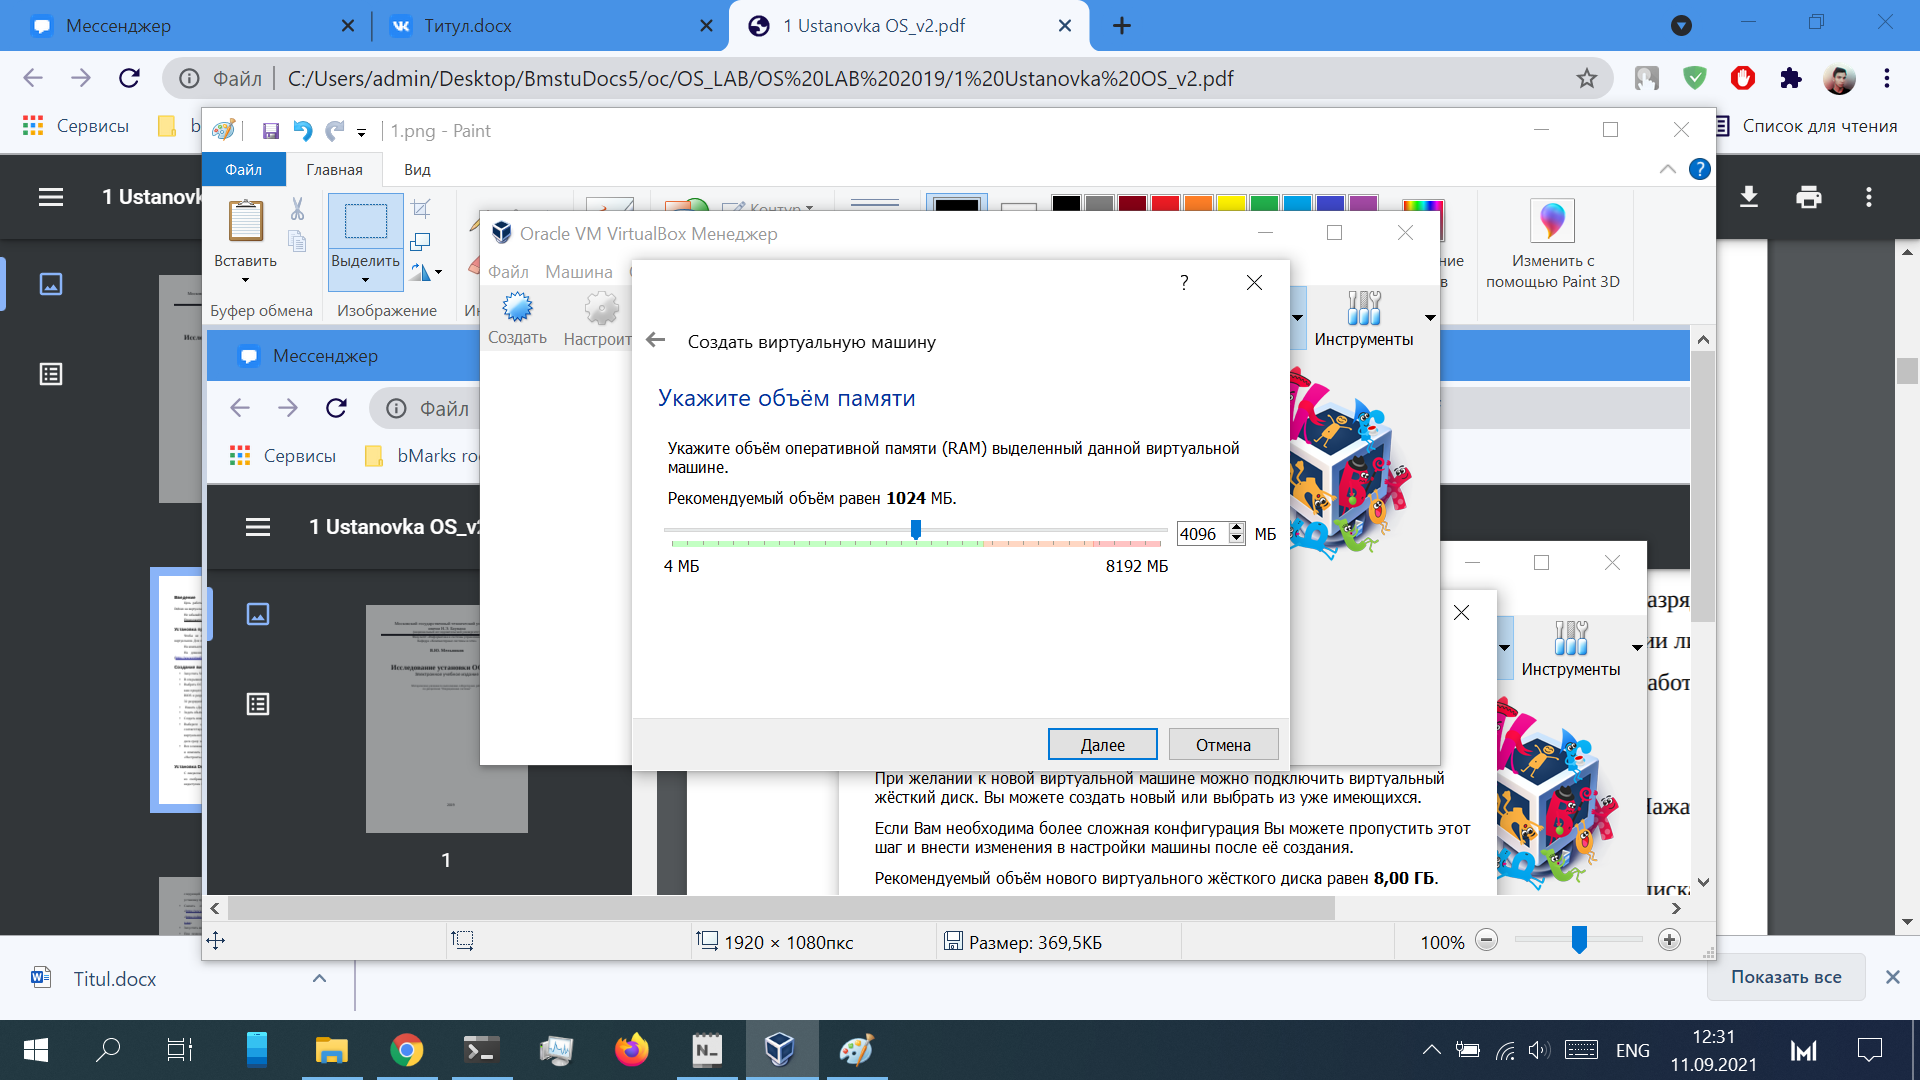 Мессенджер
Титул.docx
1 Ustanovka OS_v2.pdf
Файл
C:/Users/admin/Desktop/BmstuDocs5/oc/OS_LAB/OS%20LAB%202019/1%20Ustanovka%20OS_v2.pdf
Сервисы
Список для чтения
1.png - Paint
Файл
Главная
Вид
1 Ustanovk
Контур
Вставить
Выделить
Изменить с
помощью Paint 3D
Буфер обмена
Изображение
Oracle VM VirtualBox Менеджер
Файл
Машина
Создать
Настроит
Инструменты
?
Создать виртуальную машину
Укажите объём памяти
Укажите объём оперативной памяти (RAM) выделенный данной виртуальной
машине.
Рекомендуемый объём равен 1024 МБ.
4096 МБ
4 МБ
8192 МБ
Далее
Отмена
Мессенджер
Файл
Сервисы
bMarks ro
1 Ustanovka OS_v2
Инструменты
При желании к новой виртуальной машине можно подключить виртуальный
жёсткий диск. Вы можете создать новый или выбрать из уже имеющихся.
Если Вам необходима более сложная конфигурация Вы можете пропустить этот
шаг и внести изменения в настройки машины после её создания.
Рекомендуемый объём нового виртуального жёсткого диска равен 8,00 ГБ.
1
1920 × 1080пкс
Размер: 369,5КБ
100%
Titul.docx
Показать все
ENG
12:31
11.09.2021